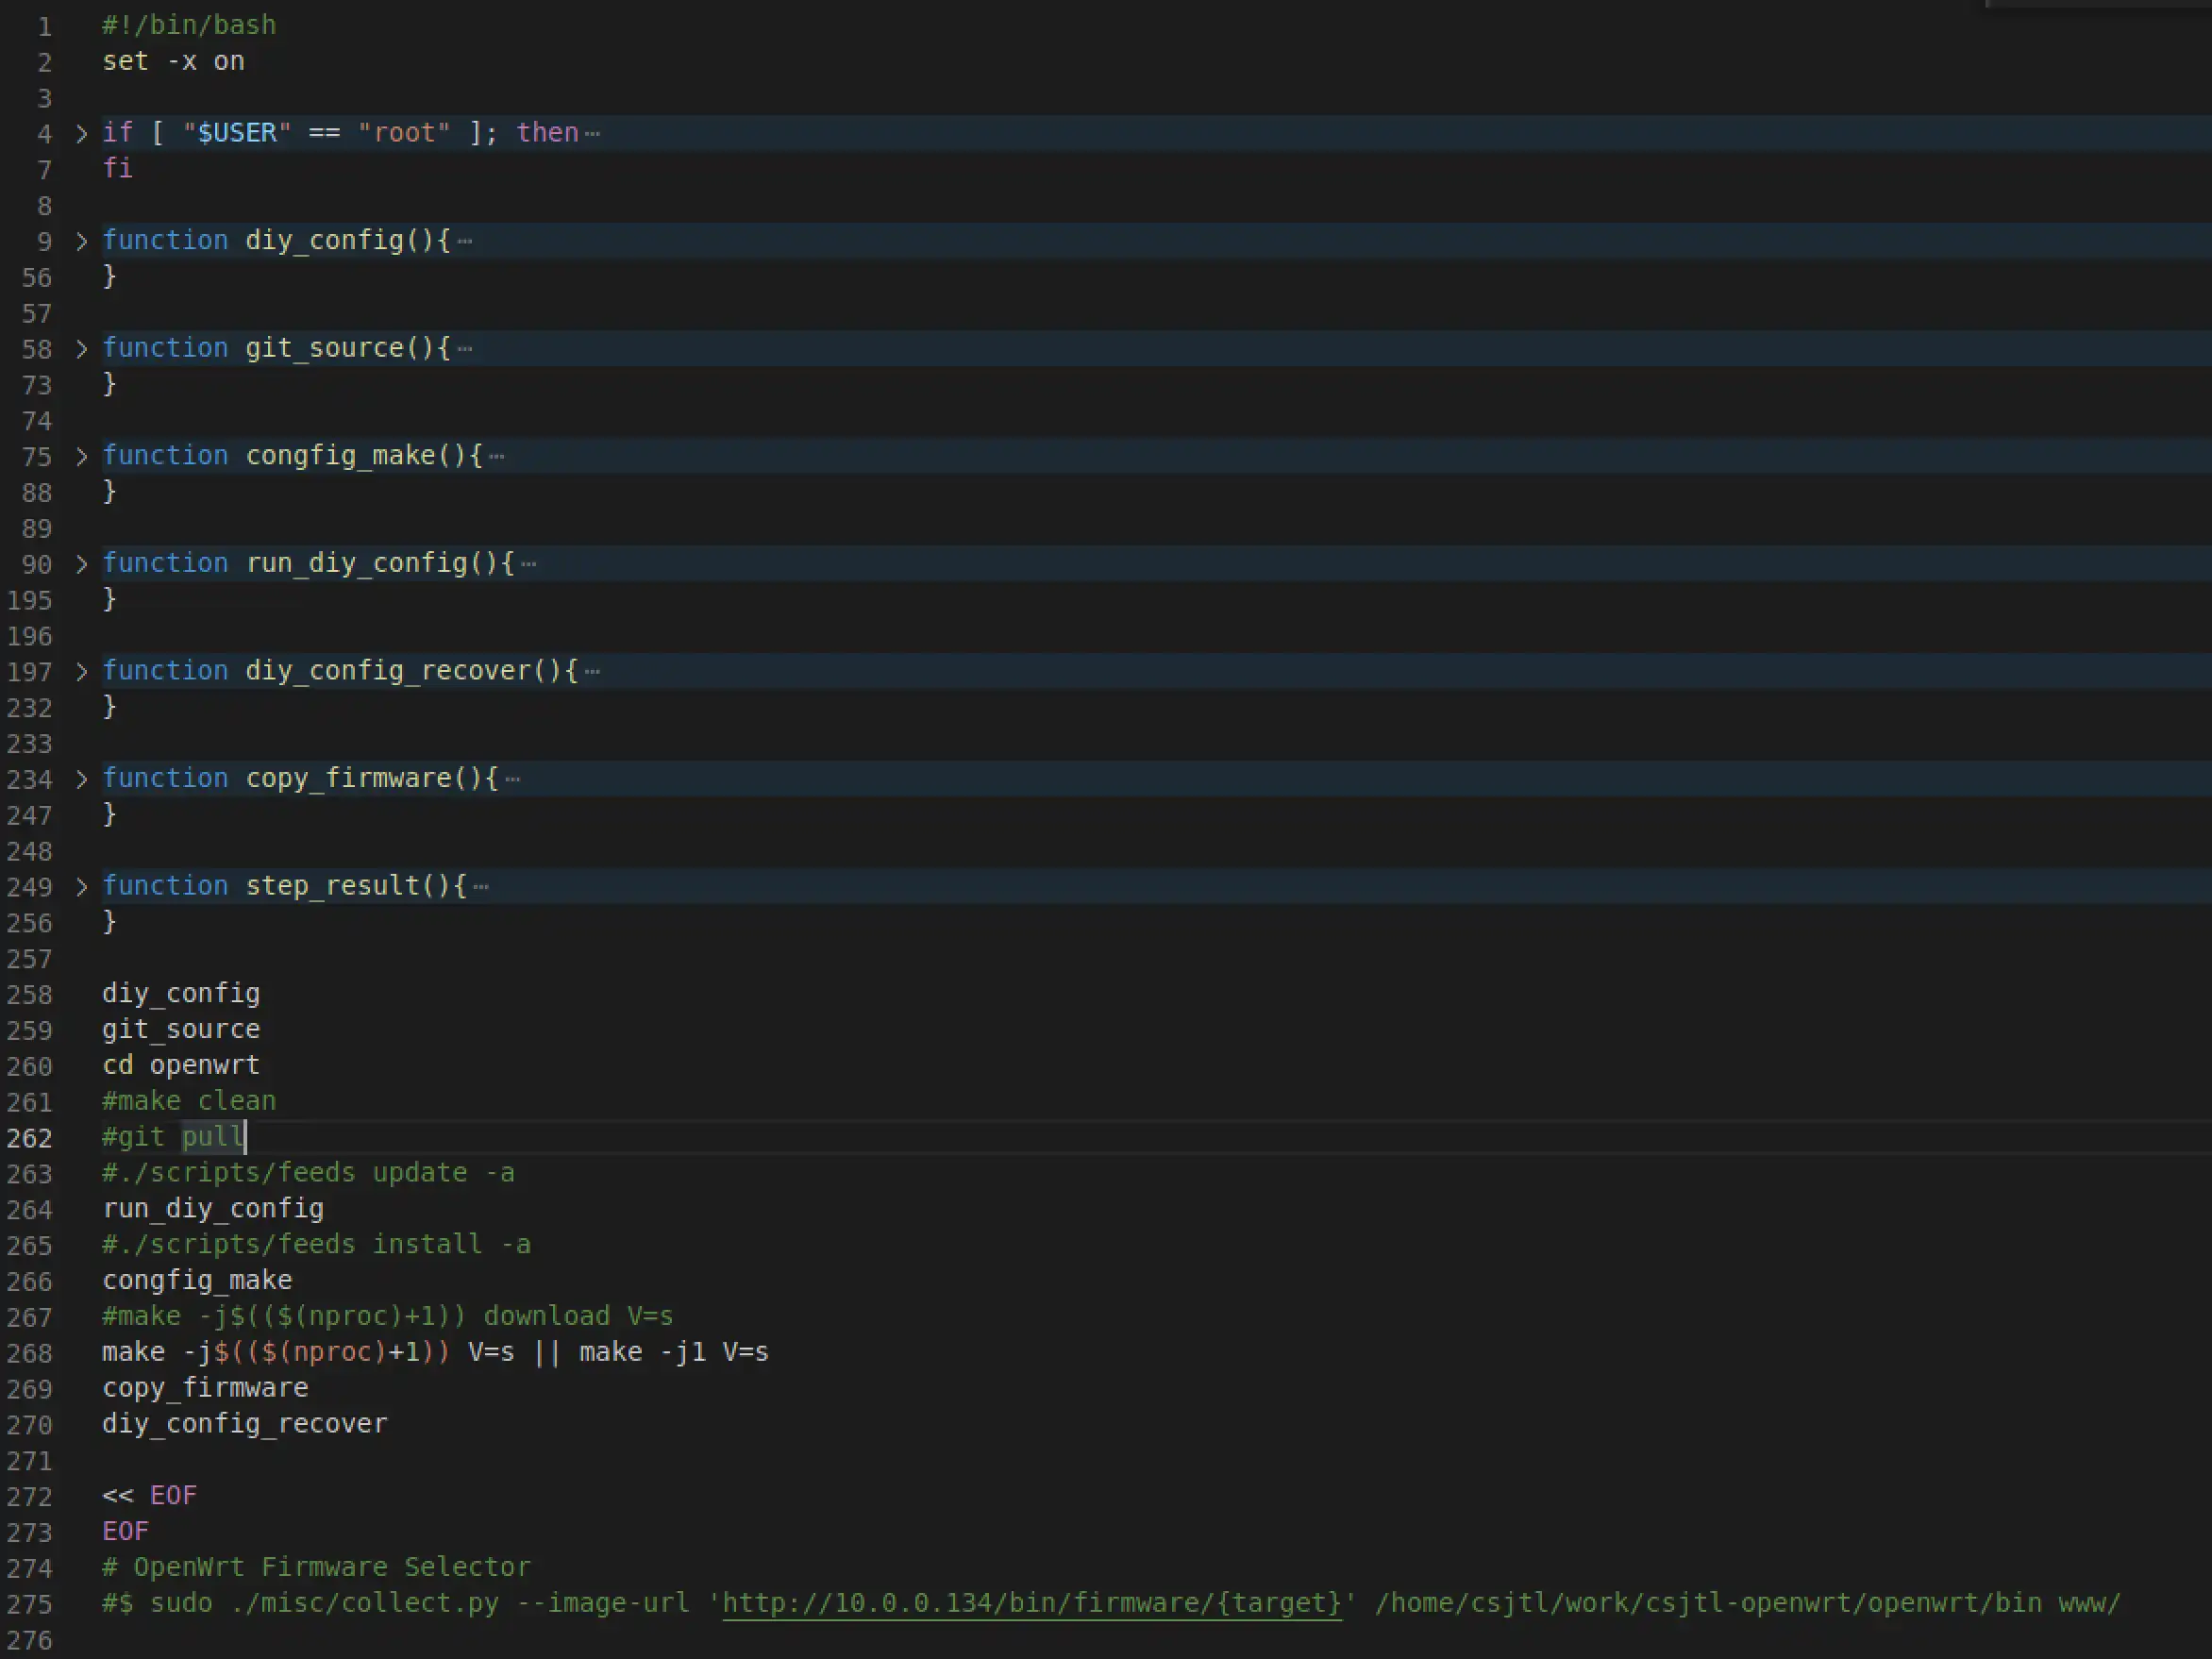 1 #!/bin/bash
2 set -x on
3
4 > if [ "$USER" == "root" ]; then ⋯
7 fi
8
9 > function diy_config(){ ⋯
56 }
57
58 > function git_source(){ ⋯
73 }
74
75 > function congfig_make(){ ⋯
88 }
89
90 > function run_diy_config(){ ⋯
195 }
196
197 > function diy_config_recover(){ ⋯
232 }
233
234 > function copy_firmware(){ ⋯
247 }
248
249 > function step_result(){ ⋯
256 }
257
258 diy_config
259 git_source
260 cd openwrt
261 #make clean
262 #git pull
263 #./scripts/feeds update -a
264 run_diy_config
265 #./scripts/feeds install -a
266 congfig_make
267 #make -j$(($(nproc)+1)) download V=s
268 make -j$(($(nproc)+1)) V=s || make -j1 V=s
269 copy_firmware
270 diy_config_recover
271
272 << EOF
273 EOF
274 # OpenWrt Firmware Selector
275 #$ sudo ./misc/collect.py --image-url 'http://10.0.0.134/bin/firmware/{target}' /home/csjtl/work/csjtl-openwrt/openwrt/bin www/
276